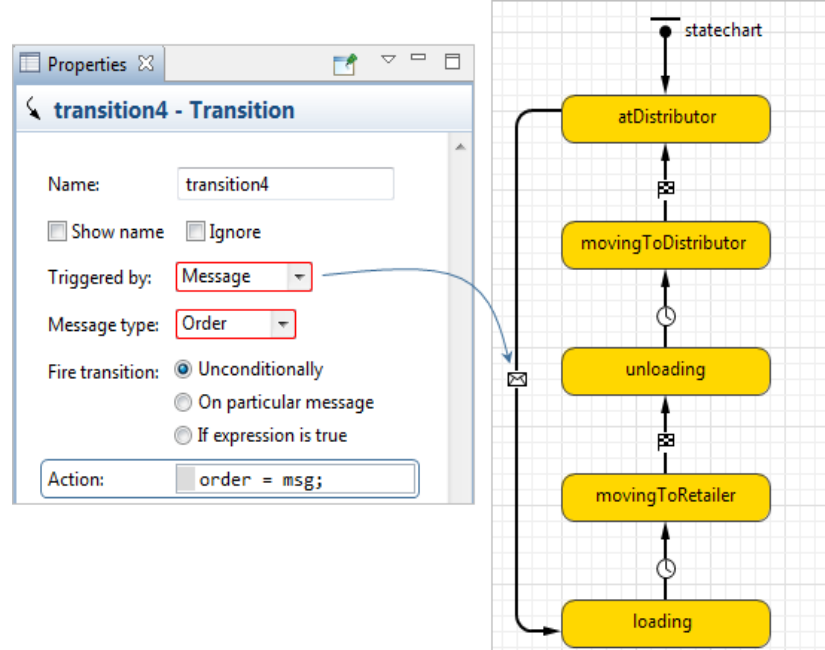 Properties
transition4 - Transition
Name: transition4
Show name Ignore
Triggered by: Message
Message type: Order
Fire transition: Unconditionally
On particular message
If expression is true
Action: order = msg;
statechart
atDistributor
movingToDistributor
unloading
movingToRetailer
loading